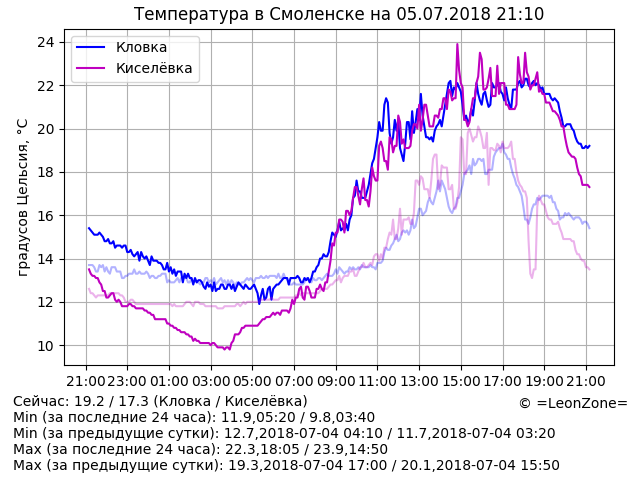 Температура в Смоленске на 05.07.2018 21:10
Кловка
Киселёвка
градусов Цельсия, °C
24
22
20
18
16
14
12
10
21:00 23:00 01:00 03:00 05:00 07:00 09:00 11:00 13:00 15:00 17:00 19:00 21:00
Сейчас: 19.2 / 17.3 (Кловка / Киселёвка)
© =LeonZone=
Min (за последние 24 часа): 11.9,05:20 / 9.8,03:40
Min (за предыдущие сутки): 12.7,2018-07-04 04:10 / 11.7,2018-07-04 03:20
Max (за последние 24 часа): 22.3,18:05 / 23.9,14:50
Max (за предыдущие сутки): 19.3,2018-07-04 17:00 / 20.1,2018-07-04 15:50